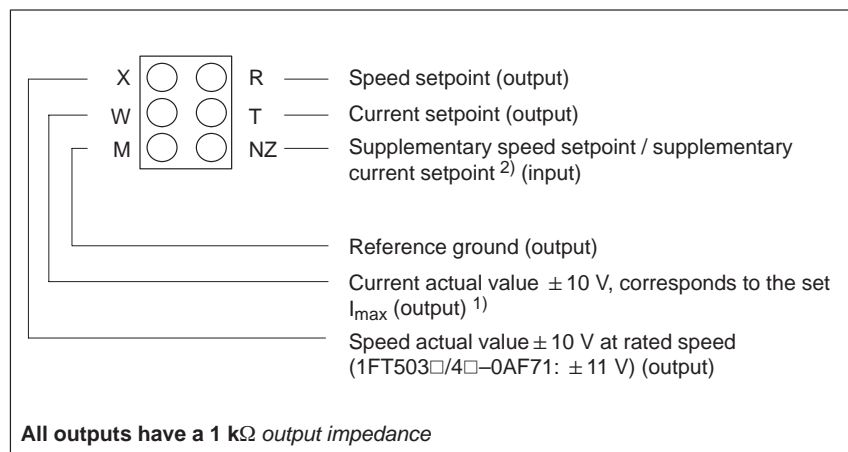 X R Speed setpoint (output)
W T Current setpoint (output)
M NZ Supplementary speed setpoint / supplementary
current setpoint 2) (input)
Reference ground (output)
Current actual value ± 10 V, corresponds to the set
Imax (output) 1)
Speed actual value ± 10 V at rated speed
(1FT503□/4□–0AF71: ± 11 V) (output)
All outputs have a 1 kΩ output impedance